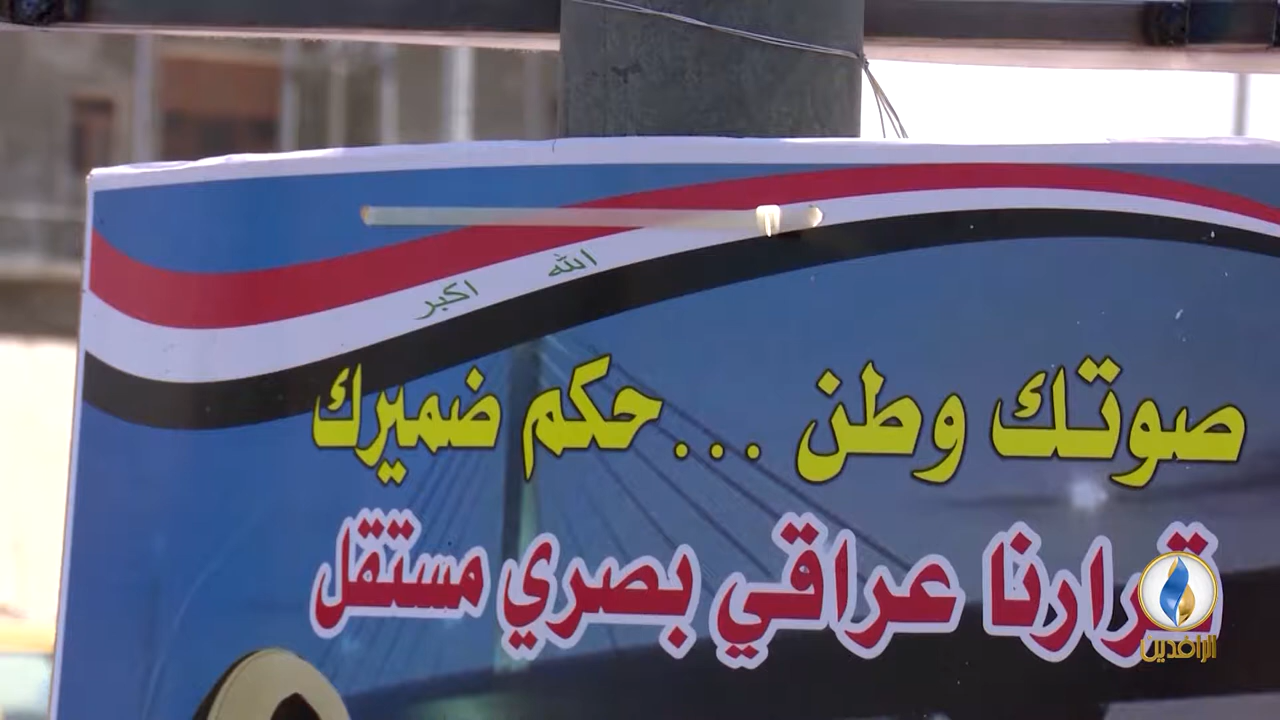 الله اكبر
صوتك وطن ... حكم ضميرك
قرارنا عراقي بصري مستقل
الرافدين